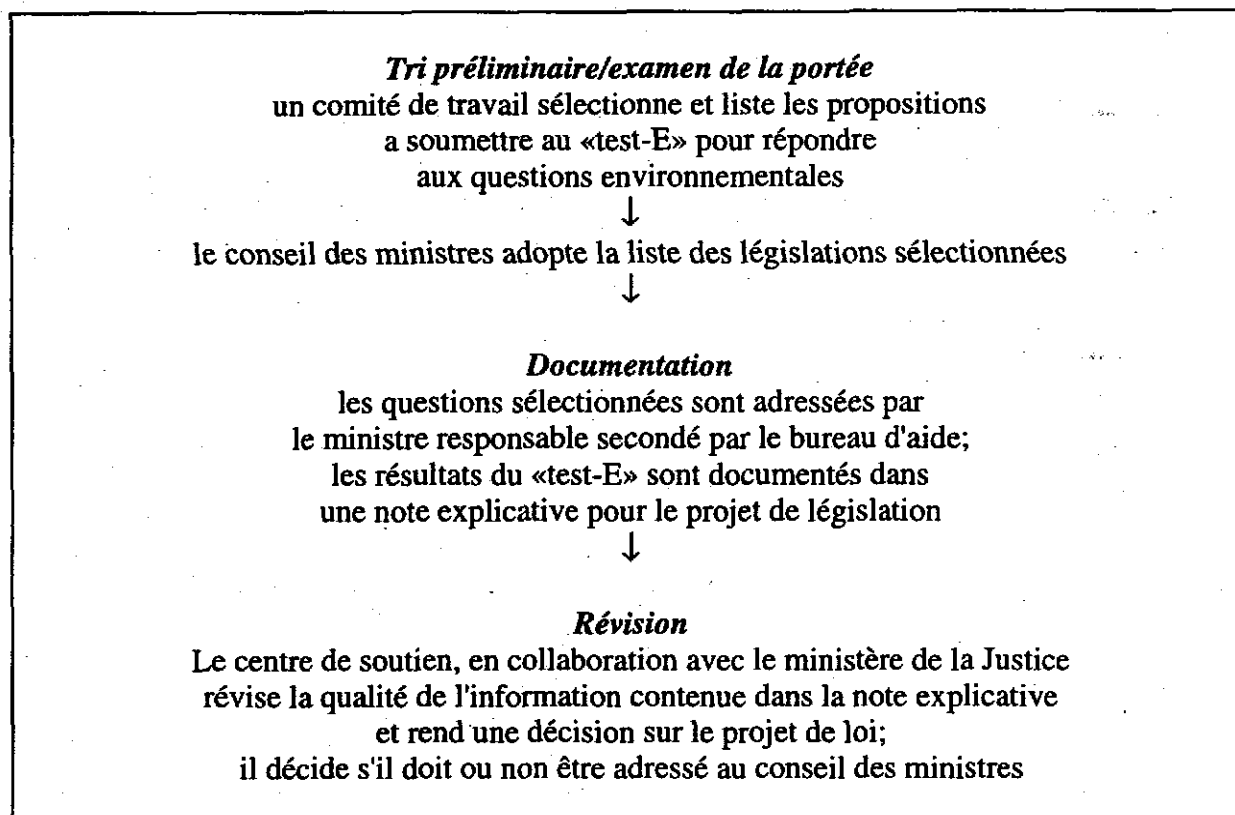 Tri préliminaire/examen de la portée
un comité de travail sélectionne et liste les propositions
a soumettre au «test-E» pour répondre
aux questions environnementales
↓
le conseil des ministres adopte la liste des législations sélectionnées
↓
Documentation
les questions sélectionnées sont adressées par
le ministre responsable secondé par le bureau d'aide;
les résultats du «test-E» sont documentés dans
une note explicative pour le projet de législation
↓
Révision
Le centre de soutien, en collaboration avec le ministère de la Justice
révise la qualité de l'information contenue dans la note explicative
et rend une décision sur le projet de loi;
il décide s'il doit ou non être adressé au conseil des ministres